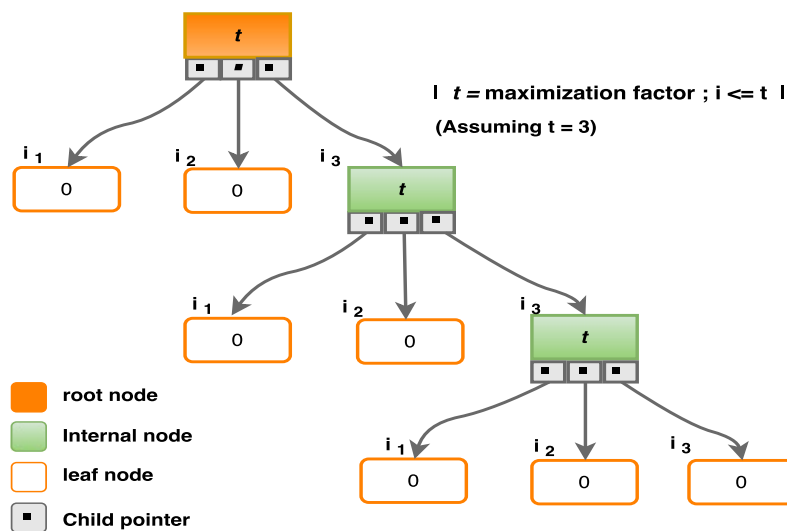 t
| t = maximization factor ; i <= t |
(Assuming t = 3)
i 1
i 2
i 3
0
0
t
i 1
i 2
i 3
0
0
t
root node
Internal node
leaf node
Child pointer
i 1
i 2
i 3
0
0
0